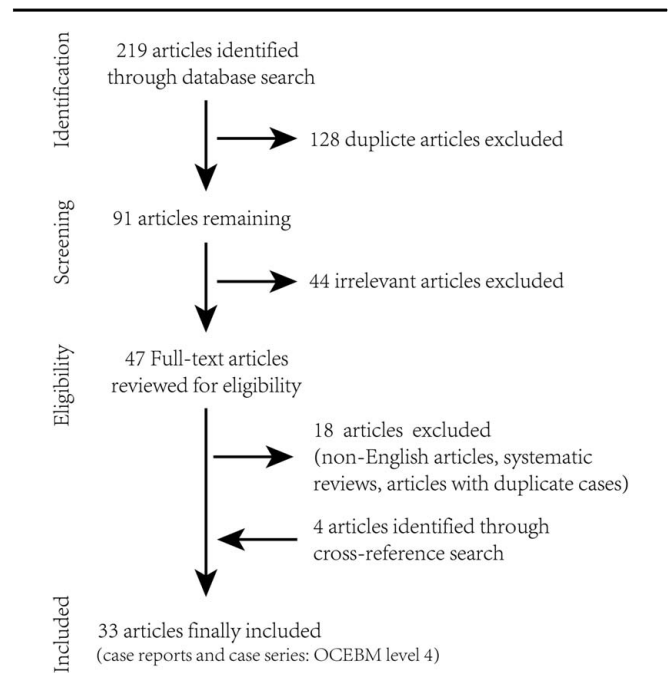 Identification
219 articles identified
through database search
128 duplicte articles excluded
Screening
91 articles remaining
44 irrelevant articles excluded
Eligibility
47 Full-text articles
reviewed for eligibility
18 articles excluded
(non-English articles, systematic
reviews, articles with duplicate cases)
4 articles identified through
cross-reference search
Included
33 articles finally included
(case reports and case series: OCEBM level 4)